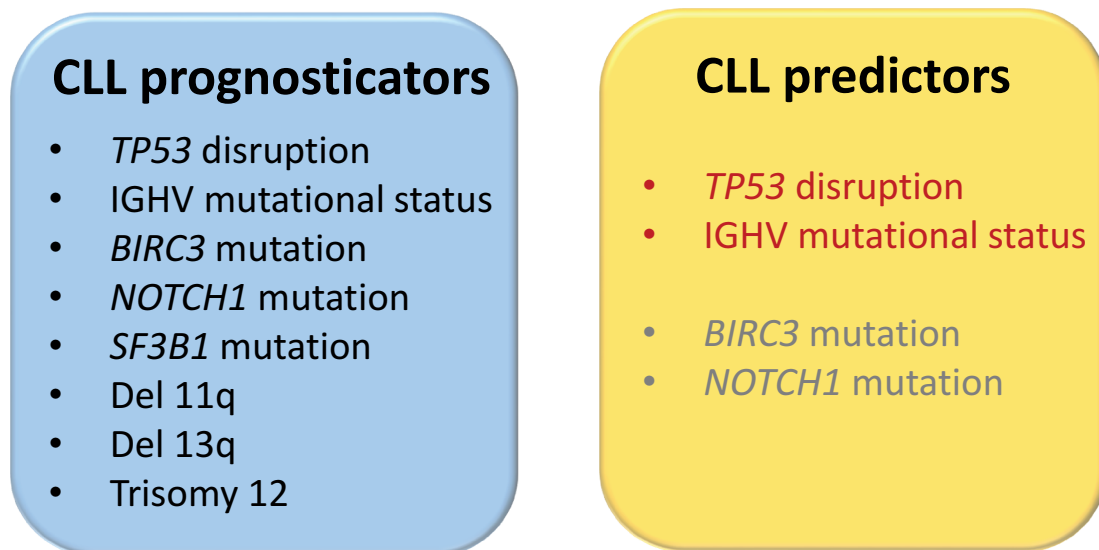 CLL prognosticators
• TP53 disruption
• IGHV mutational status
• BIRC3 mutation
• NOTCH1 mutation
• SF3B1 mutation
• Del 11q
• Del 13q
• Trisomy 12
CLL predictors
• TP53 disruption
• IGHV mutational status
• BIRC3 mutation
• NOTCH1 mutation